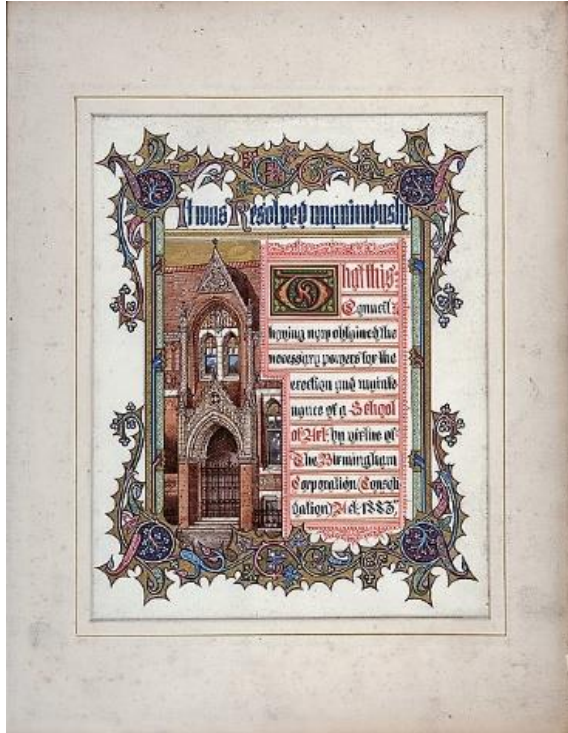 It was Resolved unanimously
That this
Council
having now obtained the
necessary powers for the
erection and mainte
nance of a School
of Art by virtue of
The Birmingham
Corporation (Consoli
dation) Act. 1883,